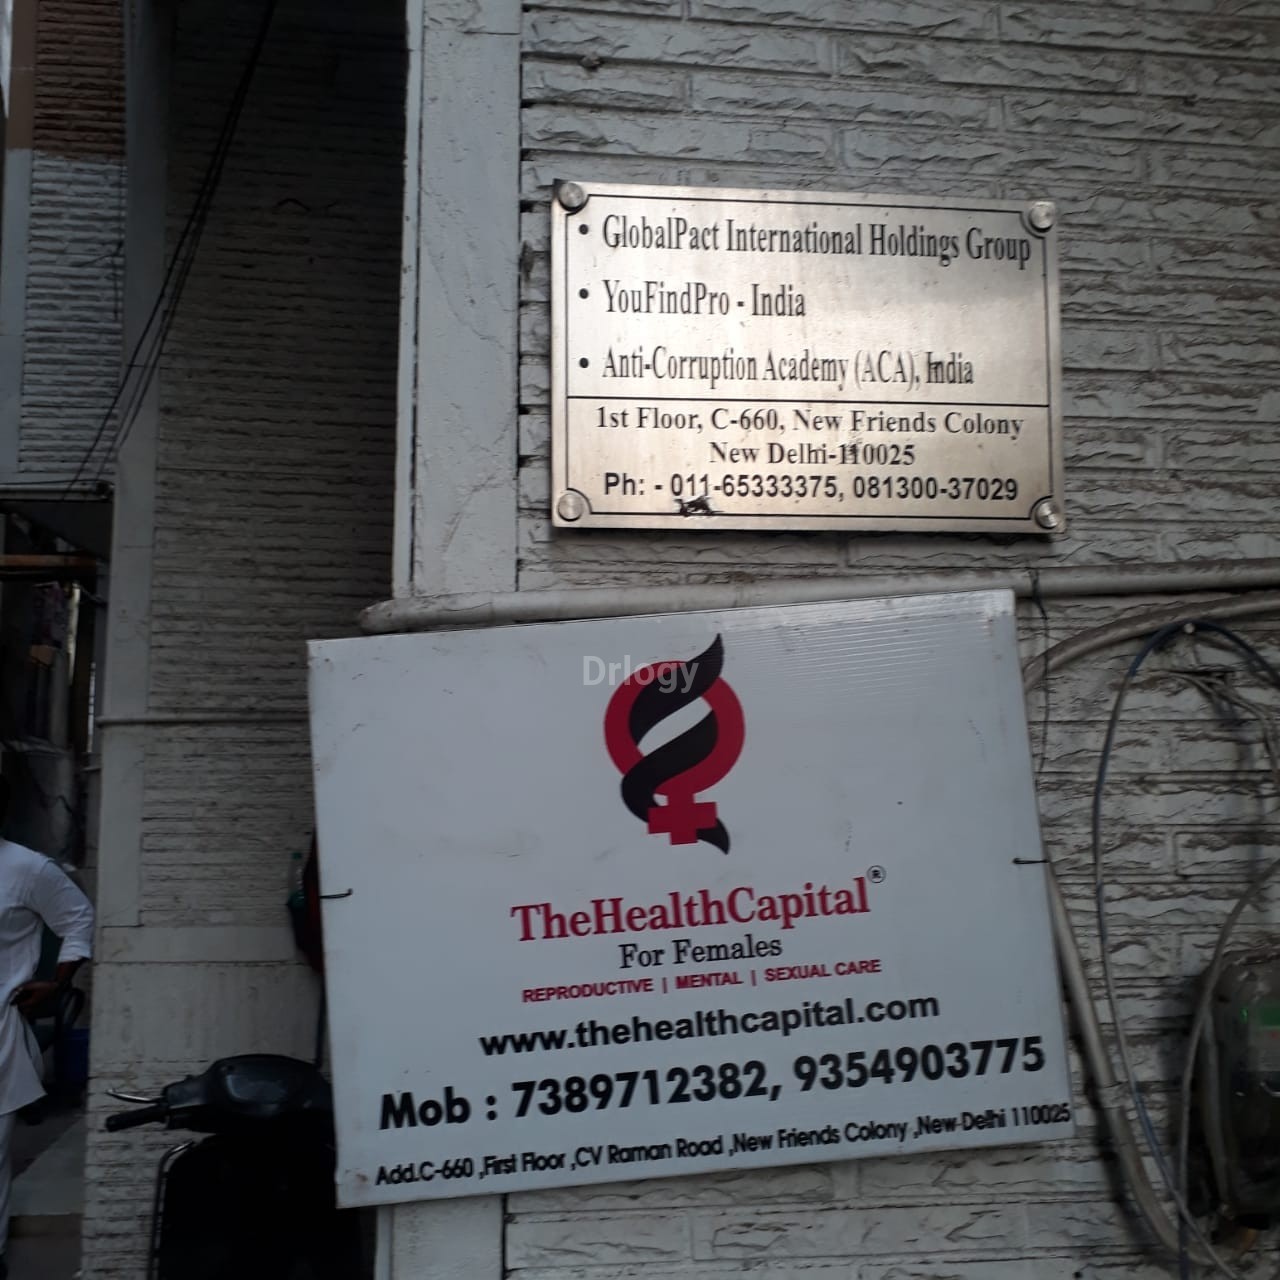 • GlobalPact International Holdings Group
• YouFindPro - India
• Anti-Corruption Academy (ACA), India
1st Floor, C-660, New Friends Colony
New Delhi-110025
Ph: - 011-65333375, 081300-37029
Drlogy
TheHealthCapital®
For Females
REPRODUCTIVE | MENTAL | SEXUAL CARE
www.thehealthcapital.com
Mob : 7389712382, 9354903775
Add.C-660 ,First Floor ,CV Raman Road ,New Friends Colony ,New-Delhi 110025